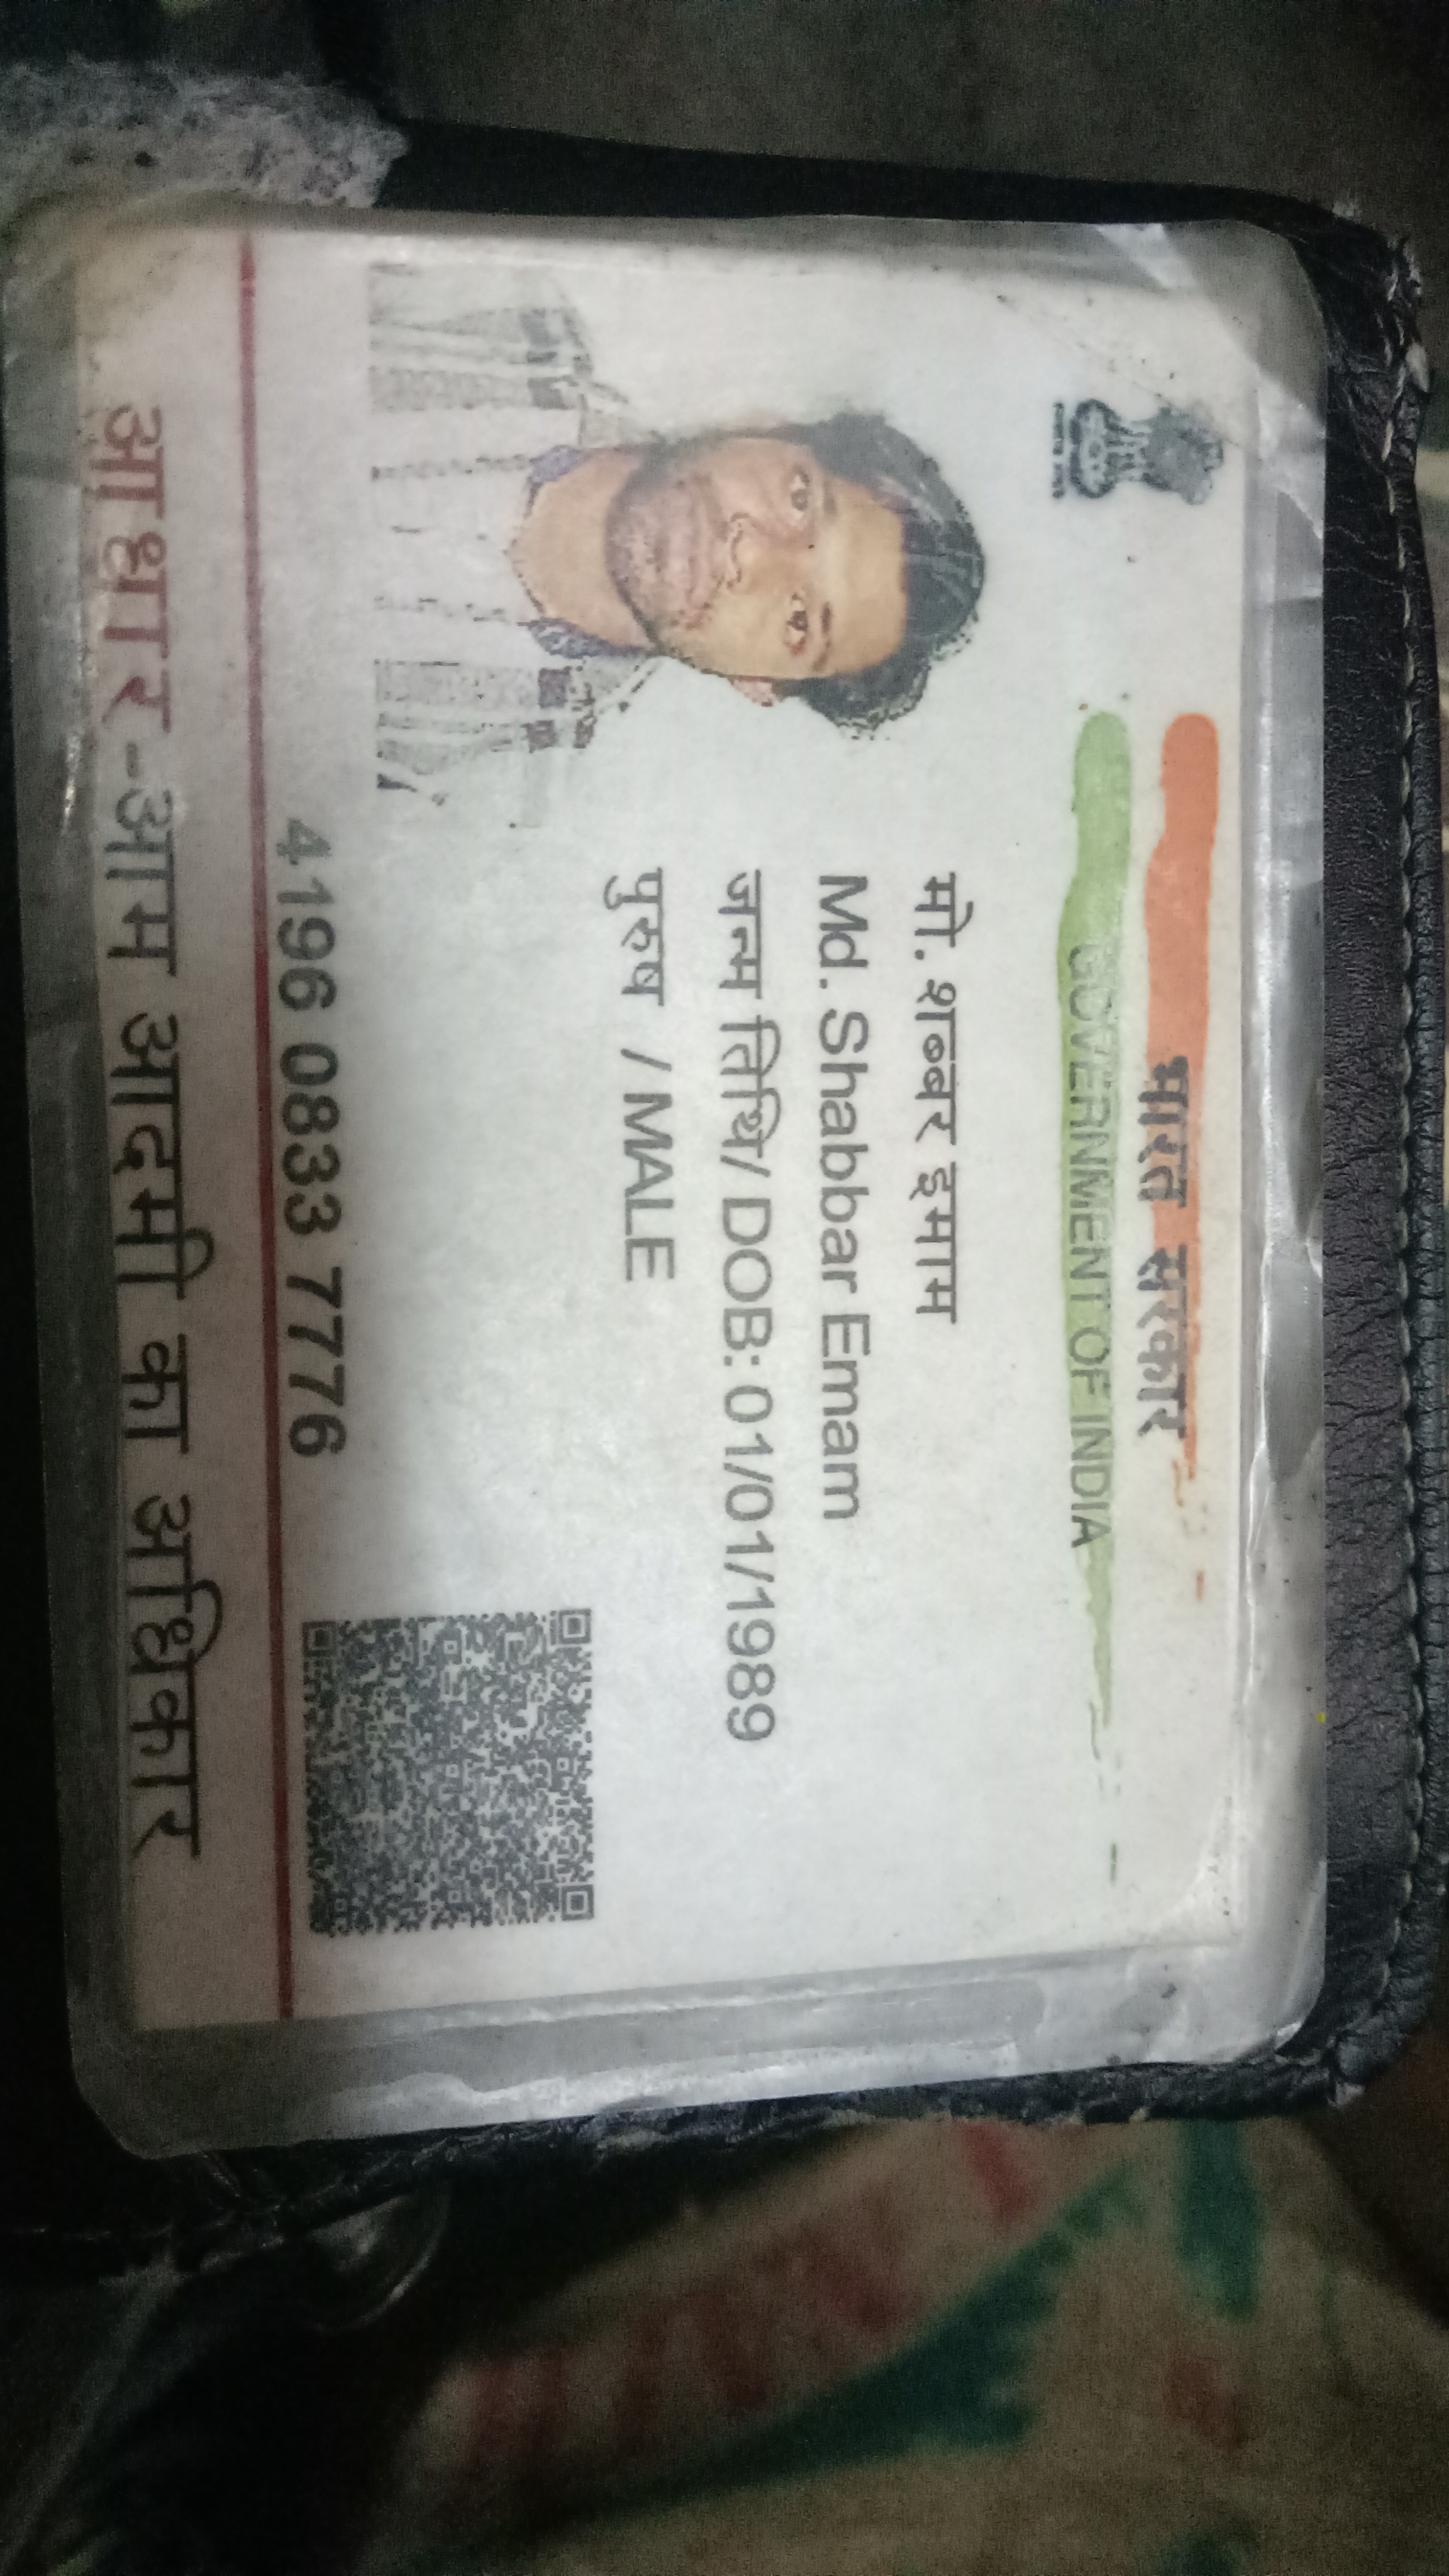 भारत सरकार
GOVERNMENT OF INDIA
मो. शब्बर इमाम
Md. Shabbar Emam
जन्म तिथि/ DOB: 01/01/1989
पुरुष / MALE
4196 0833 7776
आधार-आम आदमी का अधिकार